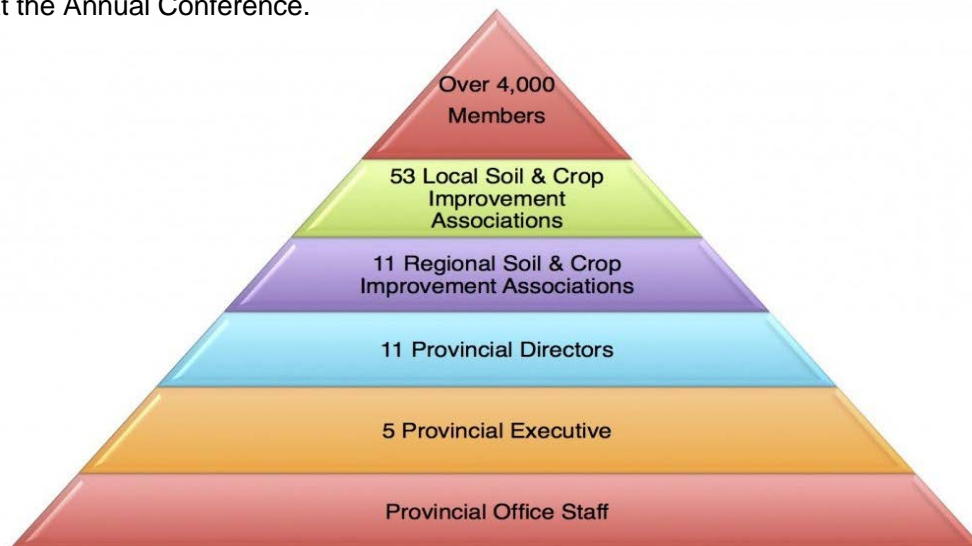 at the Annual Conference.
Over 4,000
Members
53 Local Soil & Crop
Improvement
Associations
11 Regional Soil & Crop
Improvement Associations
11 Provincial Directors
5 Provincial Executive
Provincial Office Staff